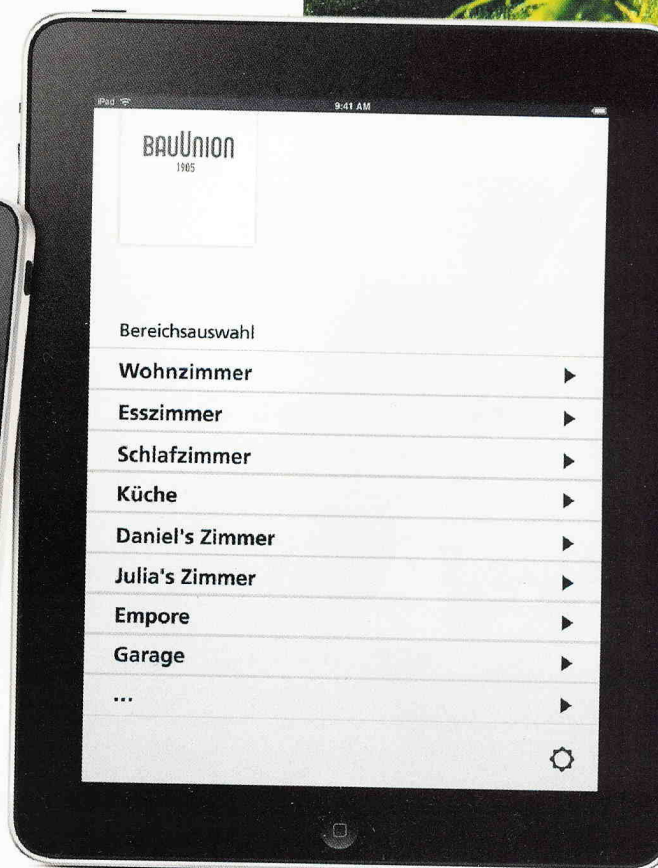 iPad 9:41 AM
BAUUNION
1905
Bereichsauswahl
Wohnzimmer
Esszimmer
Schlafzimmer
Küche
Daniel's Zimmer
Julia's Zimmer
Empore
Garage
...